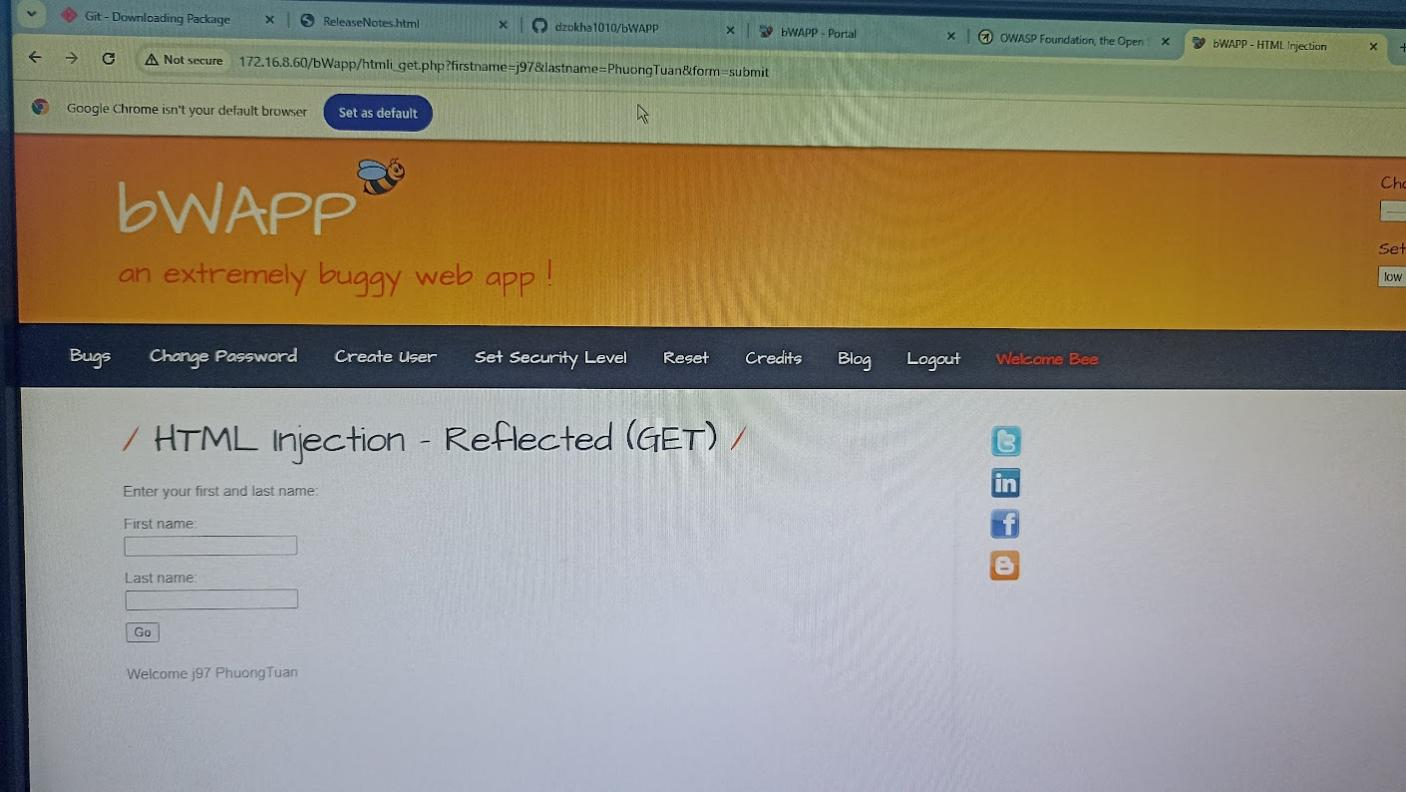 Git - Downloading Package
ReleaseNotes.html
dzokha1010/bWAPP
bWAPP - Portal
OWASP Foundation, the Open
bWAPP - HTML Injection
Not secure
172.16.8.60/bWapp/htmli_get.php?firstname=j97&lastname=PhuongTuan&form=submit
Google Chrome isn't your default browser
Set as default
bWAPP
an extremely buggy web app !
Set
low
Bugs Change Password Create User Set Security Level Reset Credits Blog Logout Welcome Bee
/ HTML Injection - Reflected (GET) /
Enter your first and last name:
First name:
Last name:
Go
Welcome j97 PhuongTuan